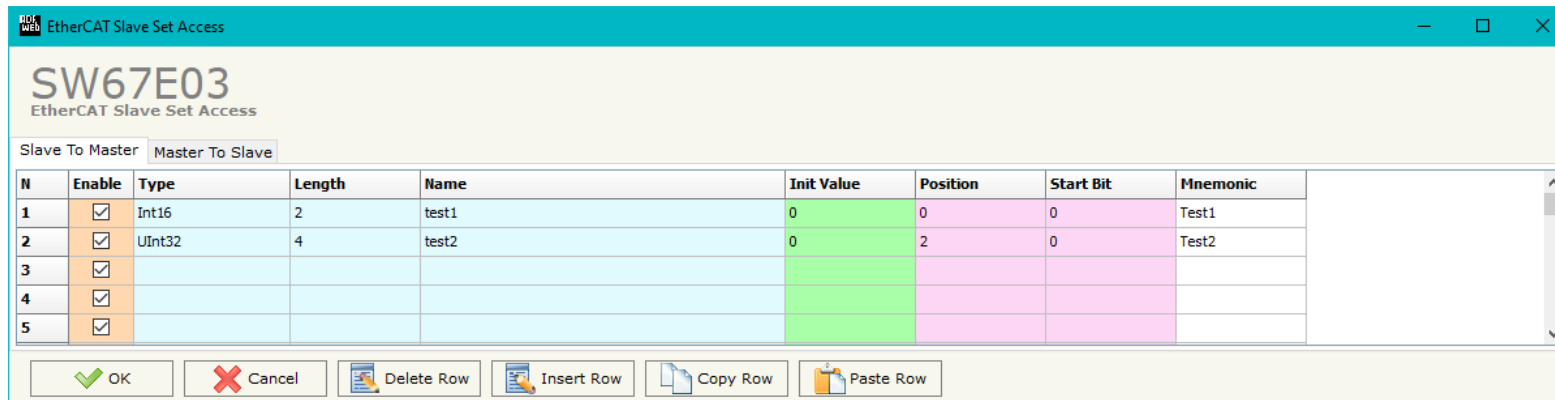 ADF WEB EtherCAT Slave Set Access
SW67E03
EtherCAT Slave Set Access
Slave To Master Master To Slave
N Enable Type Length Name Init Value Position Start Bit Mnemonic
1 Int16 2 test1 0 0 0 Test1
2 UInt32 4 test2 0 2 0 Test2
3
4
5
OK Cancel Delete Row Insert Row Copy Row Paste Row